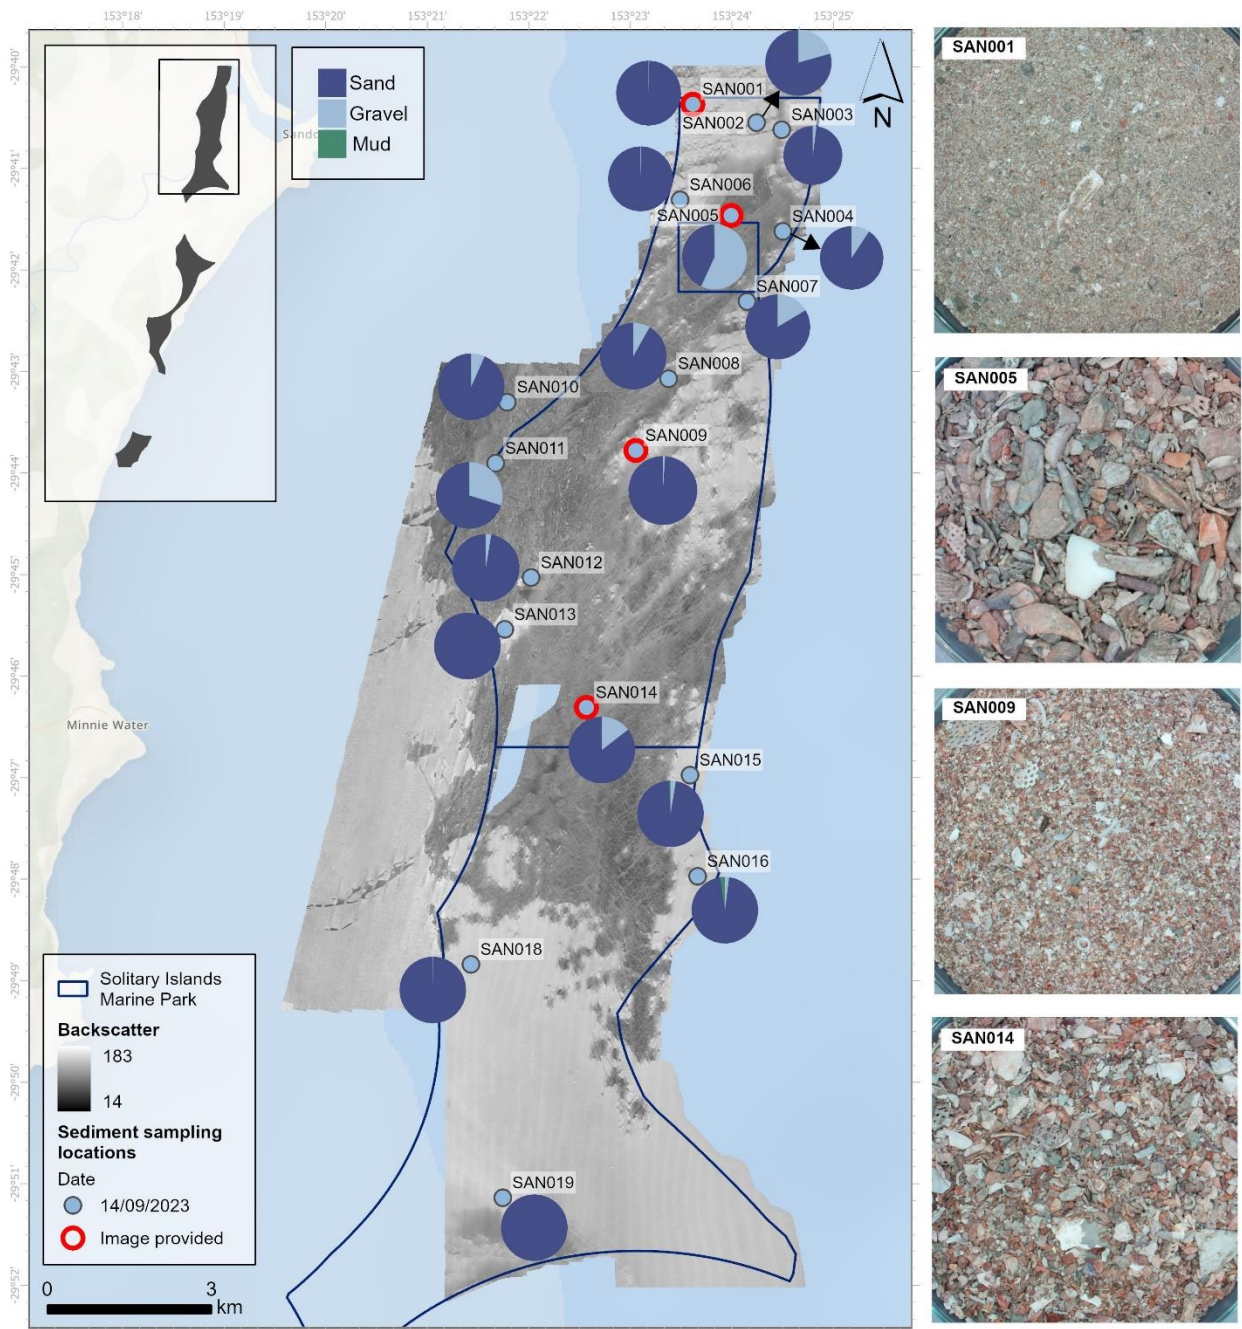 153°18'
153°19'
153°20'
153°21'
153°22'
153°23'
153°24'
153°25'
-29°40'
-29°41'
-29°42'
-29°43'
-29°44'
-29°45'
-29°46'
-29°47'
-29°48'
-29°49'
-29°50'
-29°51'
-29°52'
Sand
Gravel
Mud
N
Minnie Water
SAN001
SAN002
SAN003
SAN006
SAN005
SAN004
SAN007
SAN008
SAN010
SAN009
SAN011
SAN012
SAN013
SAN014
SAN015
SAN016
SAN018
SAN019
Solitary Islands
Marine Park
Backscatter
183
14
Sediment sampling
locations
Date
14/09/2023
Image provided
0
3
km
SAN001
SAN005
SAN009
SAN014